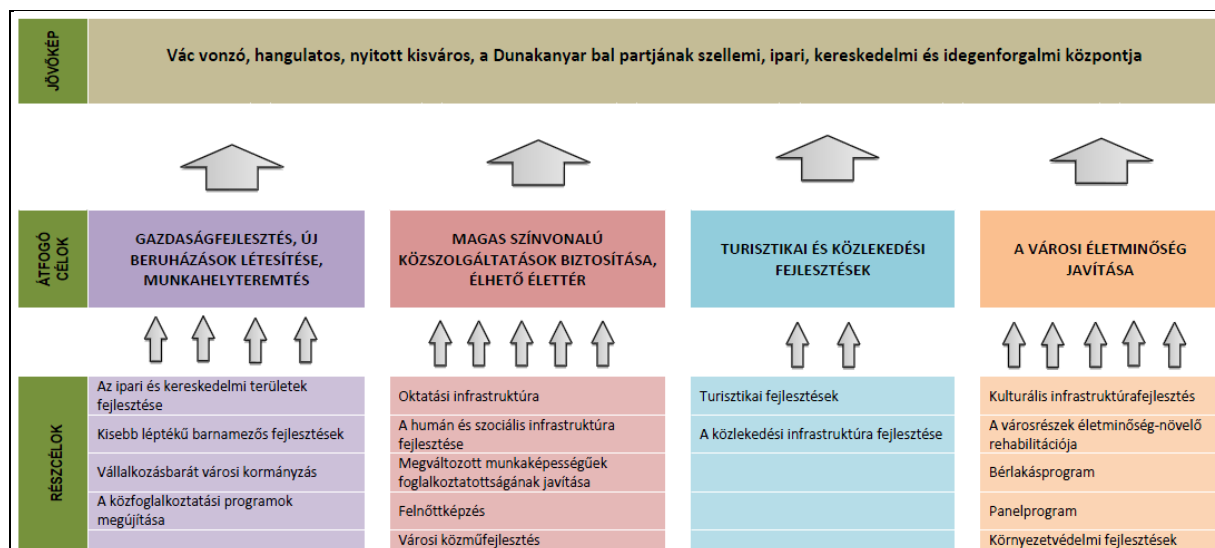 JÖVŐKÉP
Vác vonzó, hangulatos, nyitott kisváros, a Dunakanyar bal partjának szellemi, ipari, kereskedelmi és idegenforgalmi központja
ÁTFOGÓ
CÉLOK
GAZDASÁGFEJLESZTÉS, ÚJ
BERUHÁZÁSOK LÉTESÍTÉSE,
MUNKAHELYTEREMTÉS
MAGAS SZÍNVONALÚ
KÖZSZOLGÁLTATÁSOK BIZTOSÍTÁSA,
ÉLHETŐ ÉLETTÉR
TURISZTIKAI ÉS KÖZLEKEDÉSI
FEJLESZTÉSEK
A VÁROSI ÉLETMINŐSÉG
JAVÍTÁSA
RÉSZCÉLOK
Az ipari és kereskedelmi területek
fejlesztése
Kisebb léptékű barnamezős fejlesztések
Vállalkozásbarát városi kormányzás
A közfoglalkoztatási programok
megújítása
Oktatási infrastruktúra
A humán és szociális infrastruktúra
fejlesztése
Megváltozott munkaképességűek
foglalkoztatottságának javítása
Felnőttképzés
Városi közműfejlesztés
Turisztikai fejlesztések
A közlekedési infrastruktúra fejlesztése
Kulturális infrastruktúrafejlesztés
A városrészek életminőség-növelő
rehabilitációja
Bérlakásprogram
Panelprogram
Környezetvédelmi fejlesztések